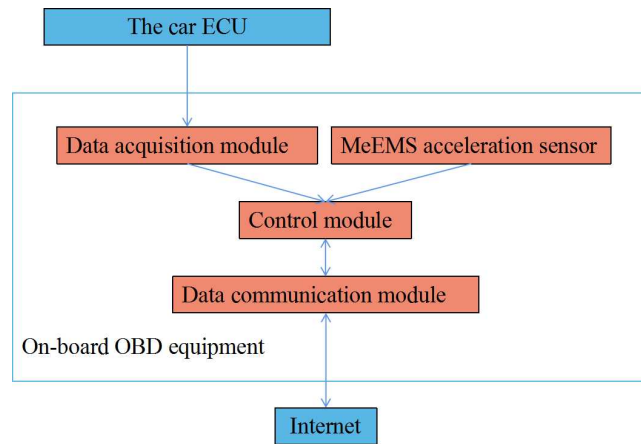 The car ECU
Data acquisition module
MeEMS acceleration sensor
Control module
Data communication module
On-board OBD equipment
Internet